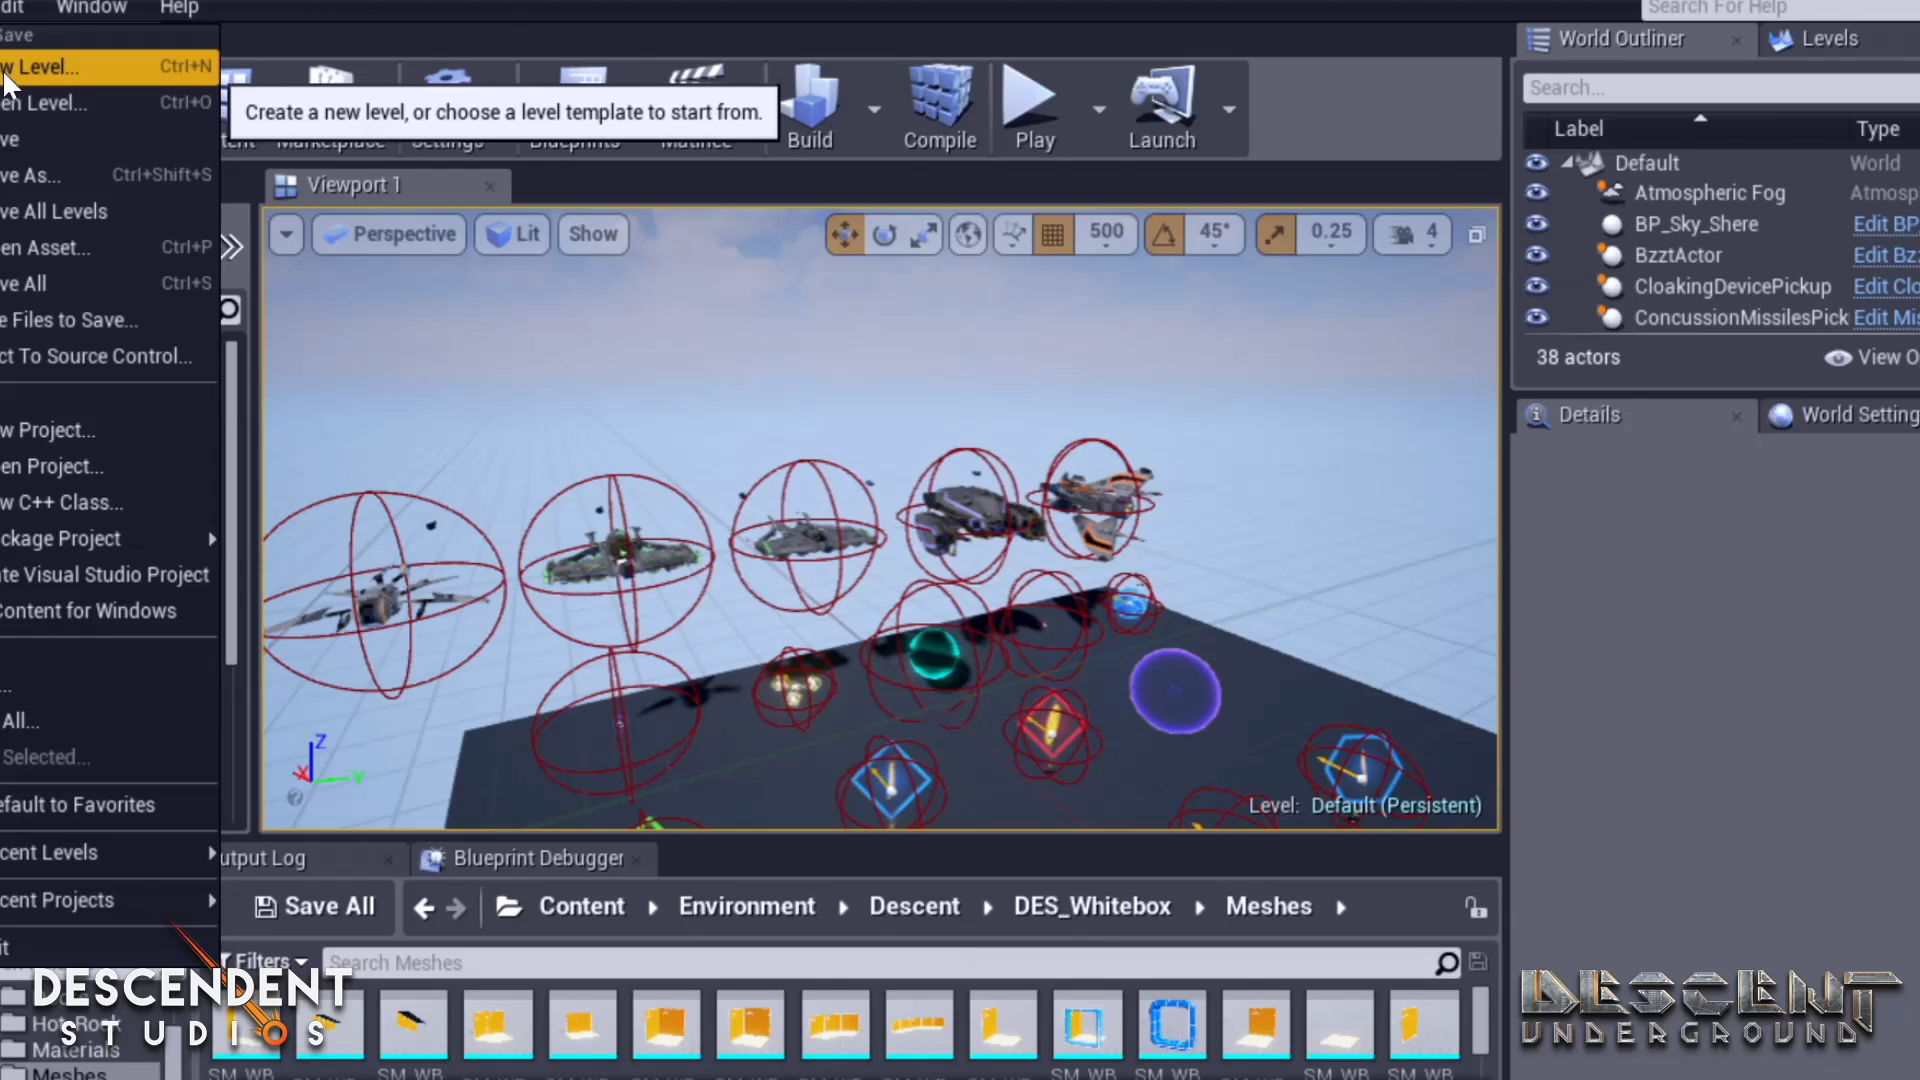 dit Window Help
Search For Help
Save
w Level... Ctrl+N
en Level... Ctrl+O
ve
ve As... Ctrl+Shift+S
ve All Levels
en Asset... Ctrl+P
ve All Ctrl+S
e Files to Save...
ct To Source Control...
w Project...
en Project...
w C++ Class...
ckage Project
te Visual Studio Project
Content for Windows
...
All...
Selected...
efault to Favorites
cent Levels
cent Projects
it
Create a new level, or choose a level template to start from.
tent Marketplace Settings Blueprints Matinee Build Compile Play Launch
Viewport 1
Perspective Lit Show 500 45° 0.25 4
Z
X Y
Level: Default (Persistent)
World Outliner Levels
Search...
Label Type
Default World
Atmospheric Fog Atmosp
BP_Sky_Shere Edit BP
BzztActor Edit Bz
CloakingDevicePickup Edit Clo
ConcussionMissilesPick Edit Mis
38 actors View O
Details World Setting
utput Log Blueprint Debugger
Save All Content Environment Descent DES_Whitebox Meshes
Filters Search Meshes
Hot Rock
Materials
Meshes
SM_WB SM_WB SM_WB SM_WB SM_WB SM_WB
DESCENDENT
STUDIOS
DESCENT
UNDERGROUND